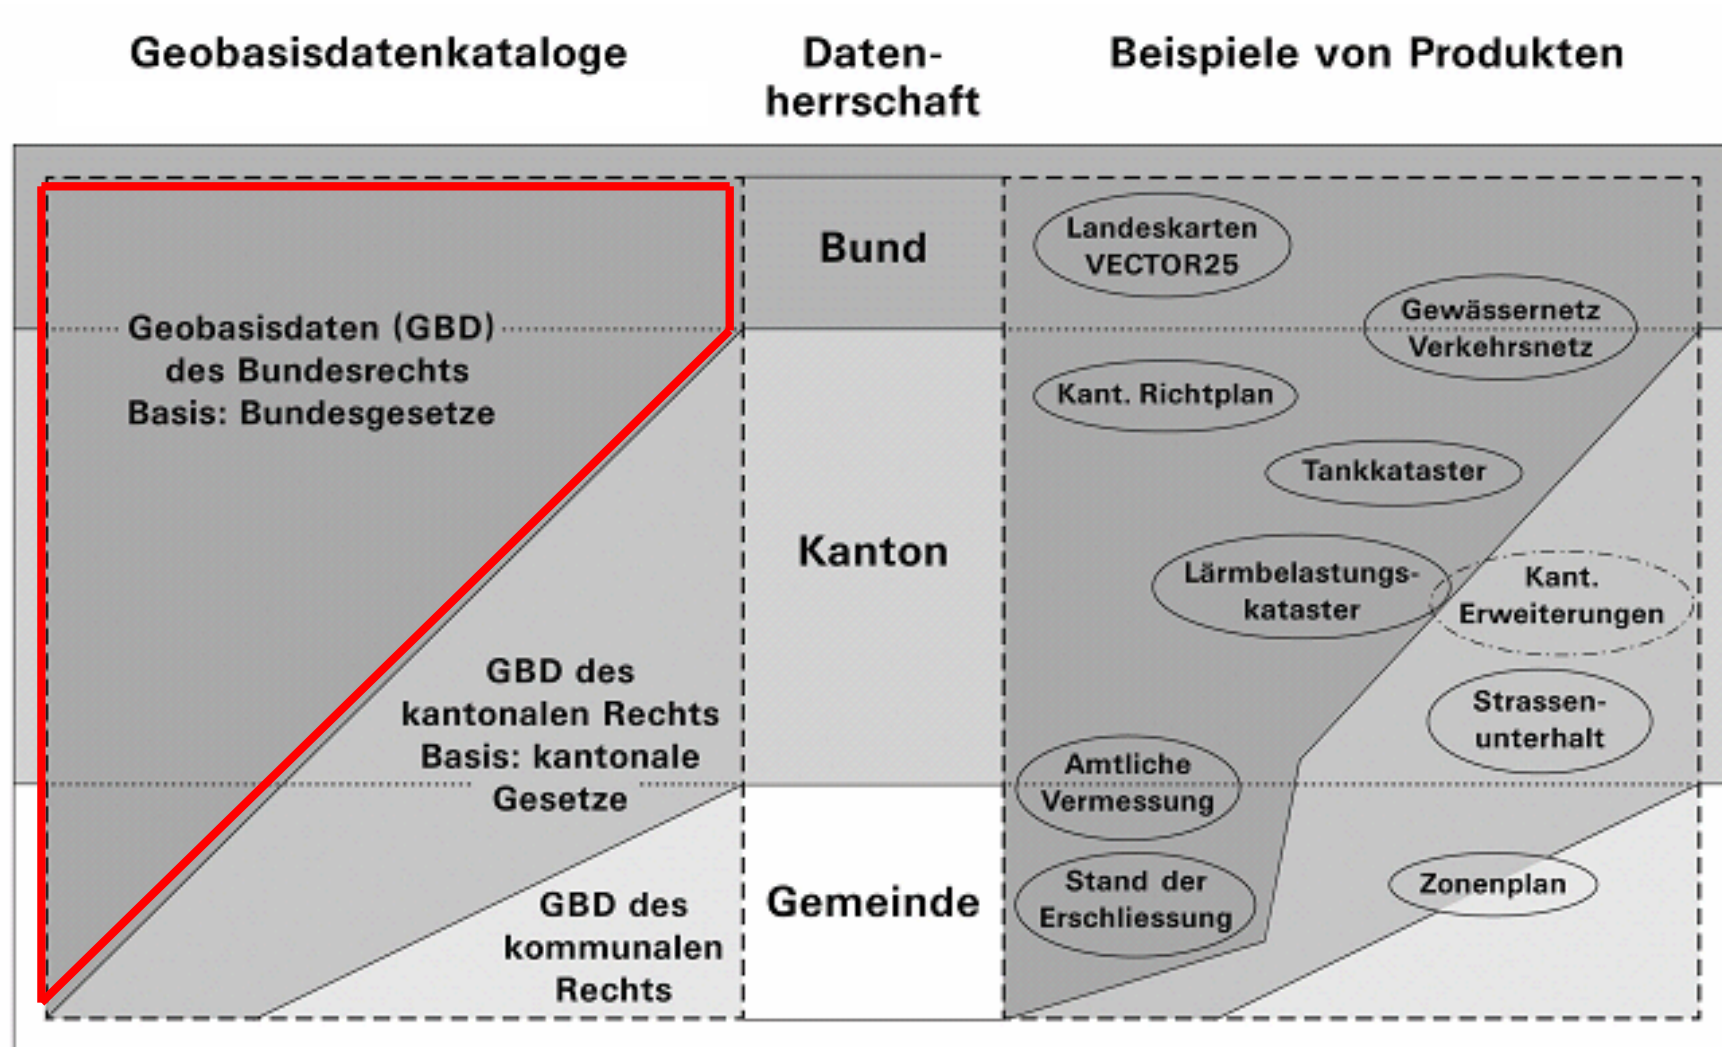 Geobasisdatenkataloge
Daten-
herrschaft
Beispiele von Produkten
Geobasisdaten (GBD)
des Bundesrechts
Basis: Bundesgesetze
GBD des
kantonalen Rechts
Basis: kantonale
Gesetze
GBD des
kommunalen
Rechts
Bund
Kanton
Gemeinde
Landeskarten
VECTOR25
Gewässernetz
Verkehrsnetz
Kant. Richtplan
Tankkataster
Lärmbelastungs-
kataster
Kant.
Erweiterungen
Strassen-
unterhalt
Amtliche
Vermessung
Stand der
Erschliessung
Zonenplan